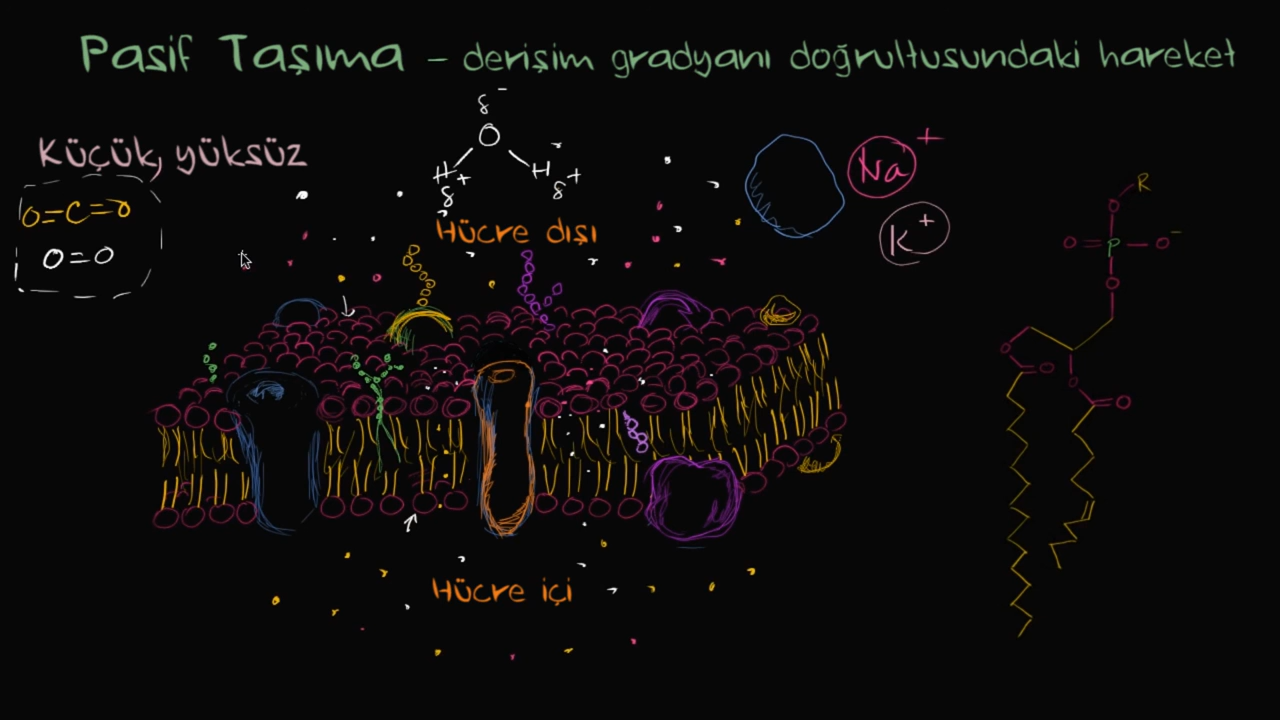 Pasif Taşıma – derişim gradyanı doğrultusundaki hareket
Küçük, yüksüz
O=C=O
O=O
δ-
O
H H
δ+ δ+
Na+
K+
Hücre dışı
Hücre içi
R
O
O=P-O-
O
O O
O
O